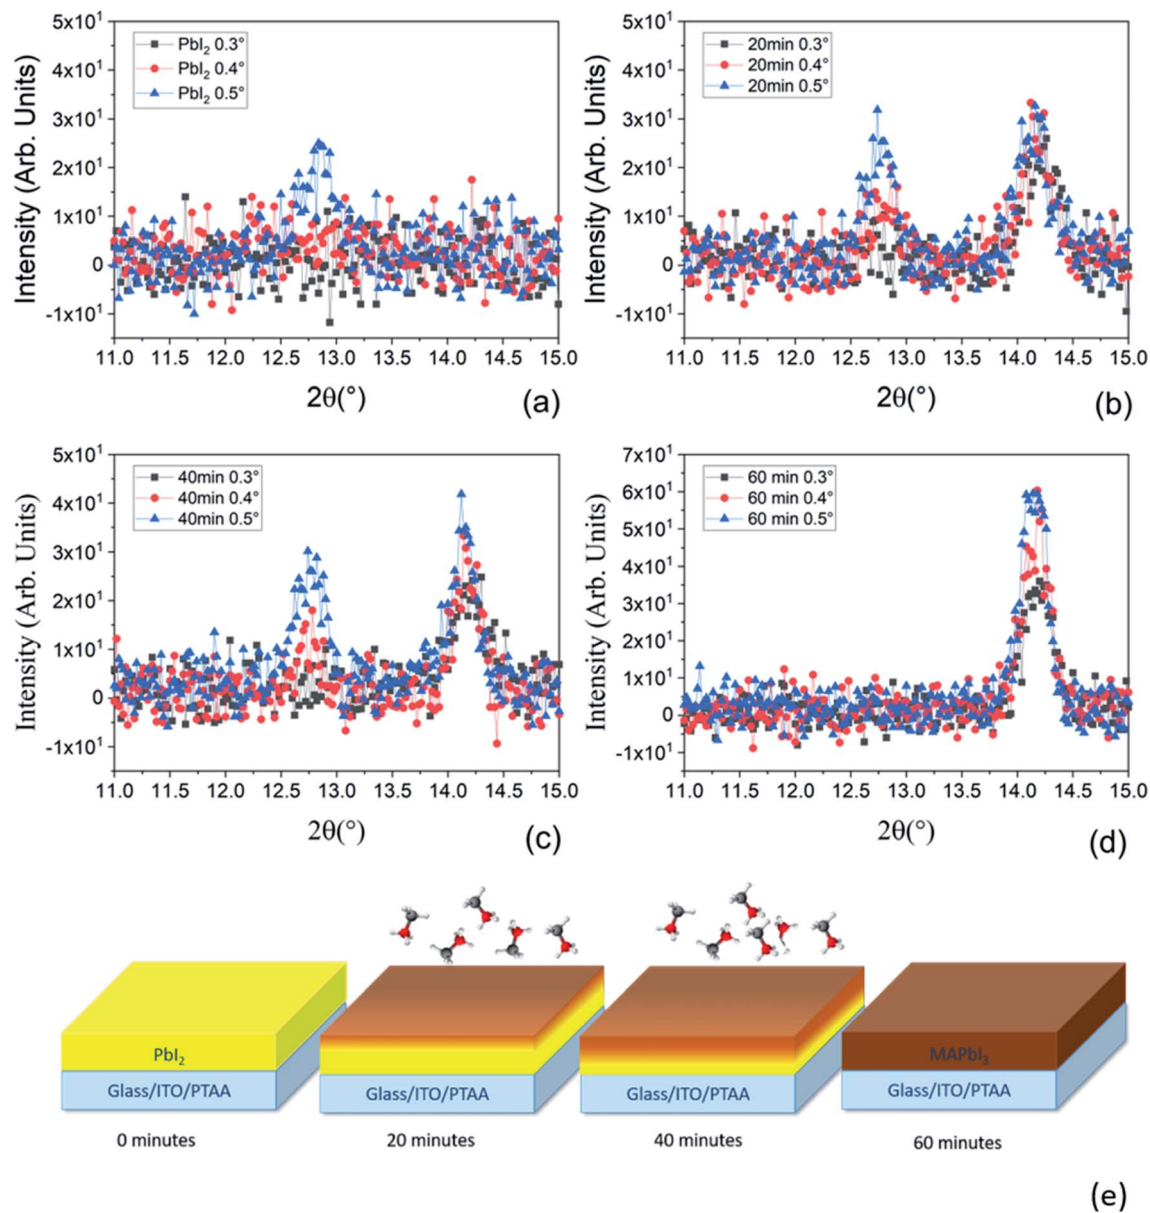 5x10¹
4x10¹
3x10¹
2x10¹
1x10¹
0
-1x10¹
Intensity (Arb. Units)
PbI₂ 0.3°
PbI₂ 0.4°
PbI₂ 0.5°
11.0 11.5 12.0 12.5 13.0 13.5 14.0 14.5 15.0
2θ(°)
(a)
5x10¹
4x10¹
3x10¹
2x10¹
1x10¹
0
-1x10¹
Intensity (Arb. Units)
20min 0.3°
20min 0.4°
20min 0.5°
11.0 11.5 12.0 12.5 13.0 13.5 14.0 14.5 15.0
2θ(°)
(b)
5x10¹
4x10¹
3x10¹
2x10¹
1x10¹
0
-1x10¹
Intensity (Arb. Units)
40min 0.3°
40min 0.4°
40min 0.5°
11.0 11.5 12.0 12.5 13.0 13.5 14.0 14.5 15.0
2θ(°)
(c)
7x10¹
6x10¹
5x10¹
4x10¹
3x10¹
2x10¹
1x10¹
0
-1x10¹
Intensity (Arb. Units)
60 min 0.3°
60 min 0.4°
60 min 0.5°
11.0 11.5 12.0 12.5 13.0 13.5 14.0 14.5 15.0
2θ(°)
(d)
PbI₂
MAPbI₃
Glass/ITO/PTAA
Glass/ITO/PTAA
Glass/ITO/PTAA
Glass/ITO/PTAA
0 minutes
20 minutes
40 minutes
60 minutes
(e)